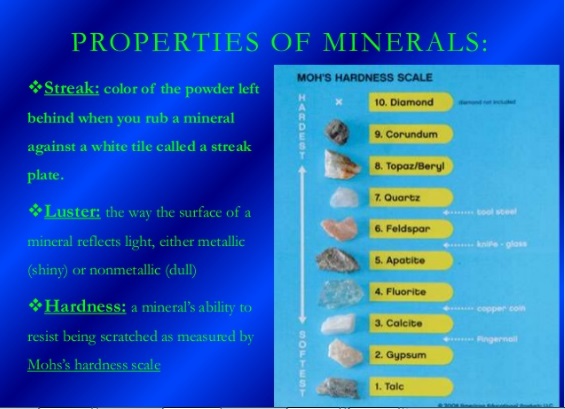 PROPERTIES OF MINERALS:
❖Streak: color of the powder left
behind when you rub a mineral
against a white tile called a streak
plate.
❖Luster: the way the surface of a
mineral reflects light, either metallic
(shiny) or nonmetallic (dull)
❖Hardness: a mineral's ability to
resist being scratched as measured by
Mohs's hardness scale
MOH'S HARDNESS SCALE
HARDEST
10. Diamond
diamond not included
9. Corundum
8. Topaz/Beryl
7. Quartz
tool steel
6. Feldspar
knife - glass
5. Apatite
4. Fluorite
copper coin
3. Calcite
fingernail
2. Gypsum
1. Talc
SOFTEST
American Educational Products